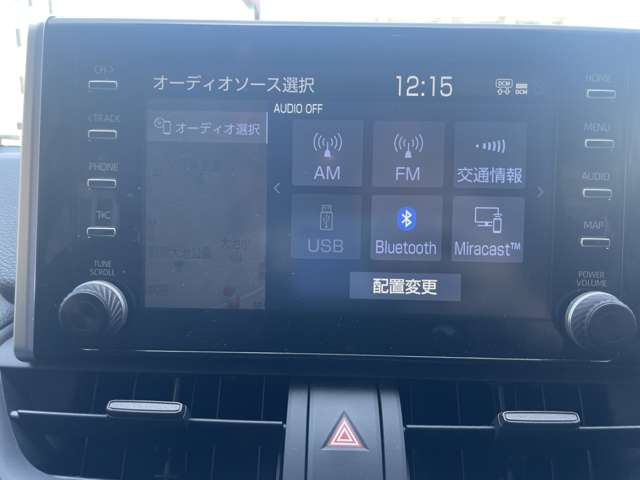 CH >
< TRACK
PHONE
TUNE
SCROLL
オーディオソース選択
12:15
DCM
DCM
AUDIO OFF
オーディオ選択
AM
FM
交通情報
USB
Bluetooth
Miracast™
配置変更
HOME
MENU
AUDIO
MAP
POWER
VOLUME